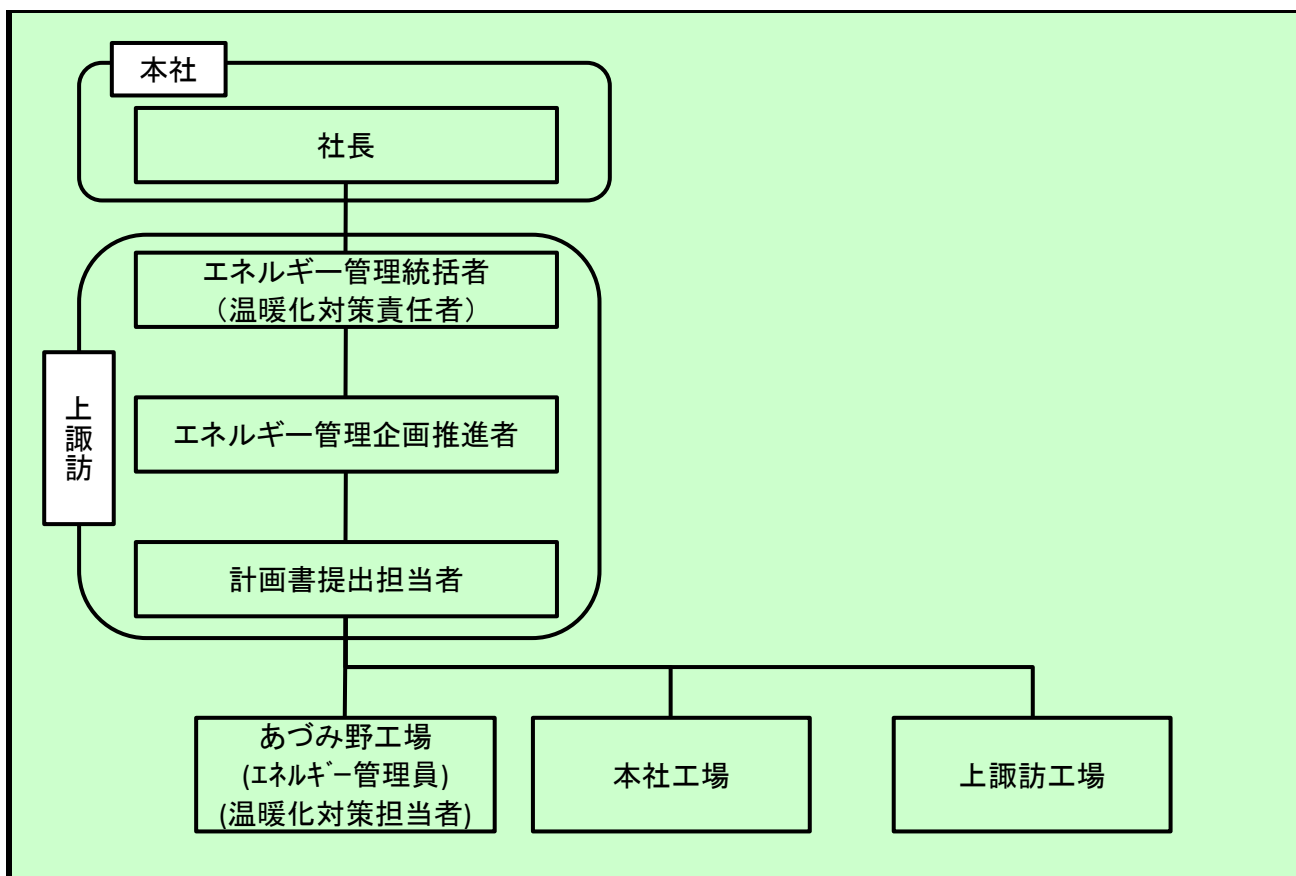 本社
社長
エネルギー管理統括者
（温暖化対策責任者）
上諏訪
エネルギー管理企画推進者
計画書提出担当者
あづみ野工場
(ｴﾈﾙｷﾞｰ管理員)
(温暖化対策担当者)
本社工場
上諏訪工場